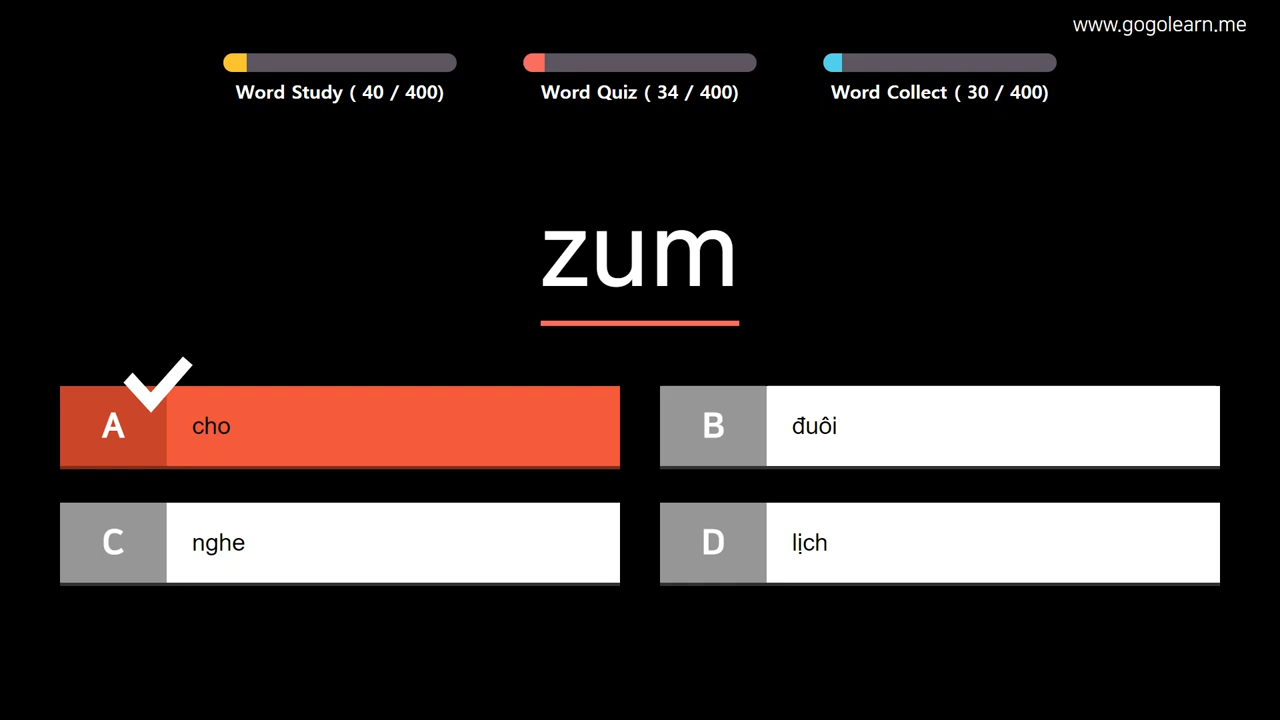 www.gogolearn.me
Word Study ( 40 / 400)
Word Quiz ( 34 / 400)
Word Collect ( 30 / 400)
zum
A cho
B đuôi
C nghe
D lịch